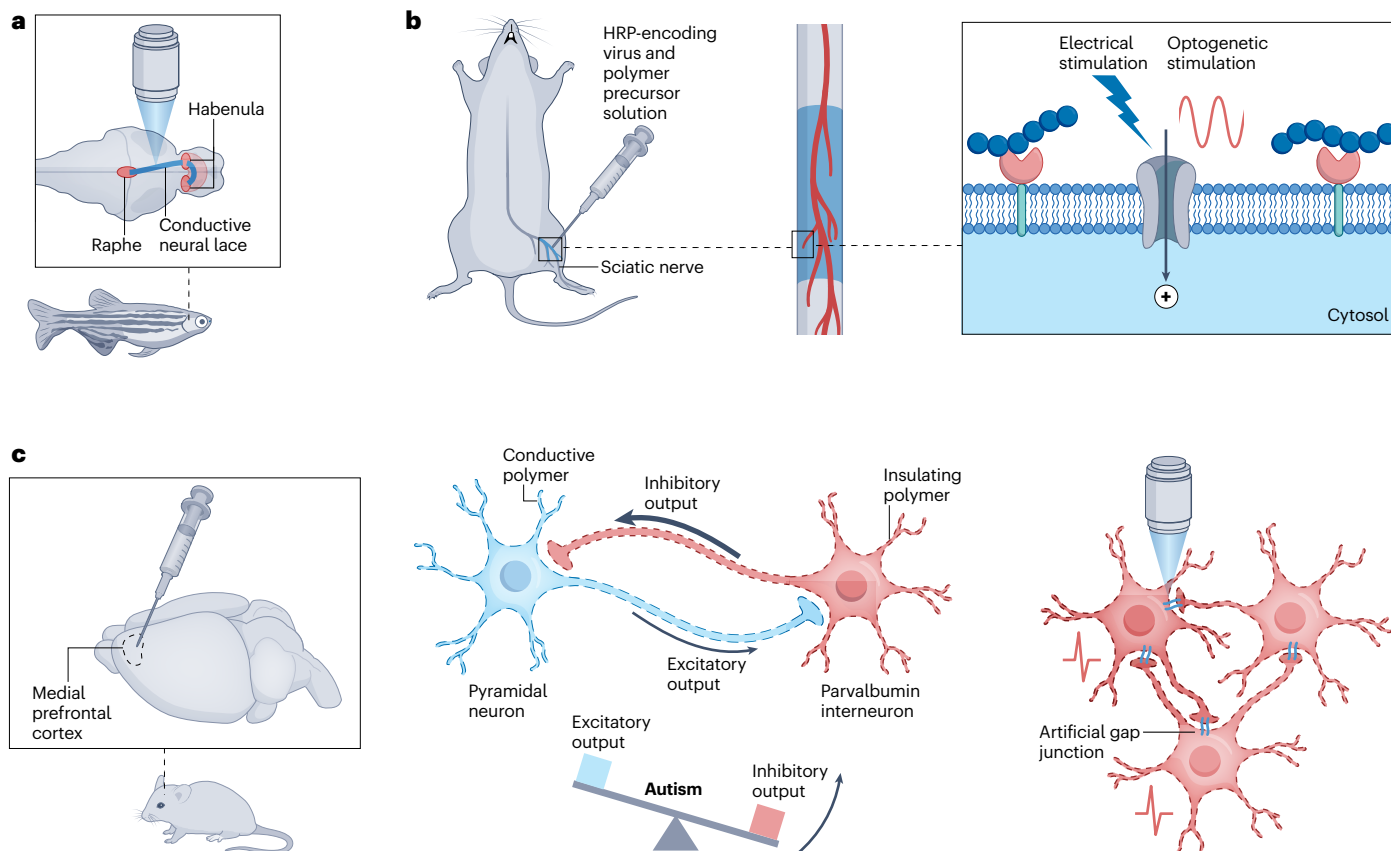 a
Habenula
Raphe
Conductive
neural lace
b
HRP-encoding
virus and
polymer
precursor
solution
Sciatic nerve
Electrical
stimulation
Optogenetic
stimulation
+
Cytosol
c
Medial
prefrontal
cortex
Conductive
polymer
Inhibitory
output
Insulating
polymer
Excitatory
output
Pyramidal
neuron
Parvalbumin
interneuron
Excitatory
output
Autism
Inhibitory
output
Artificial gap
junction